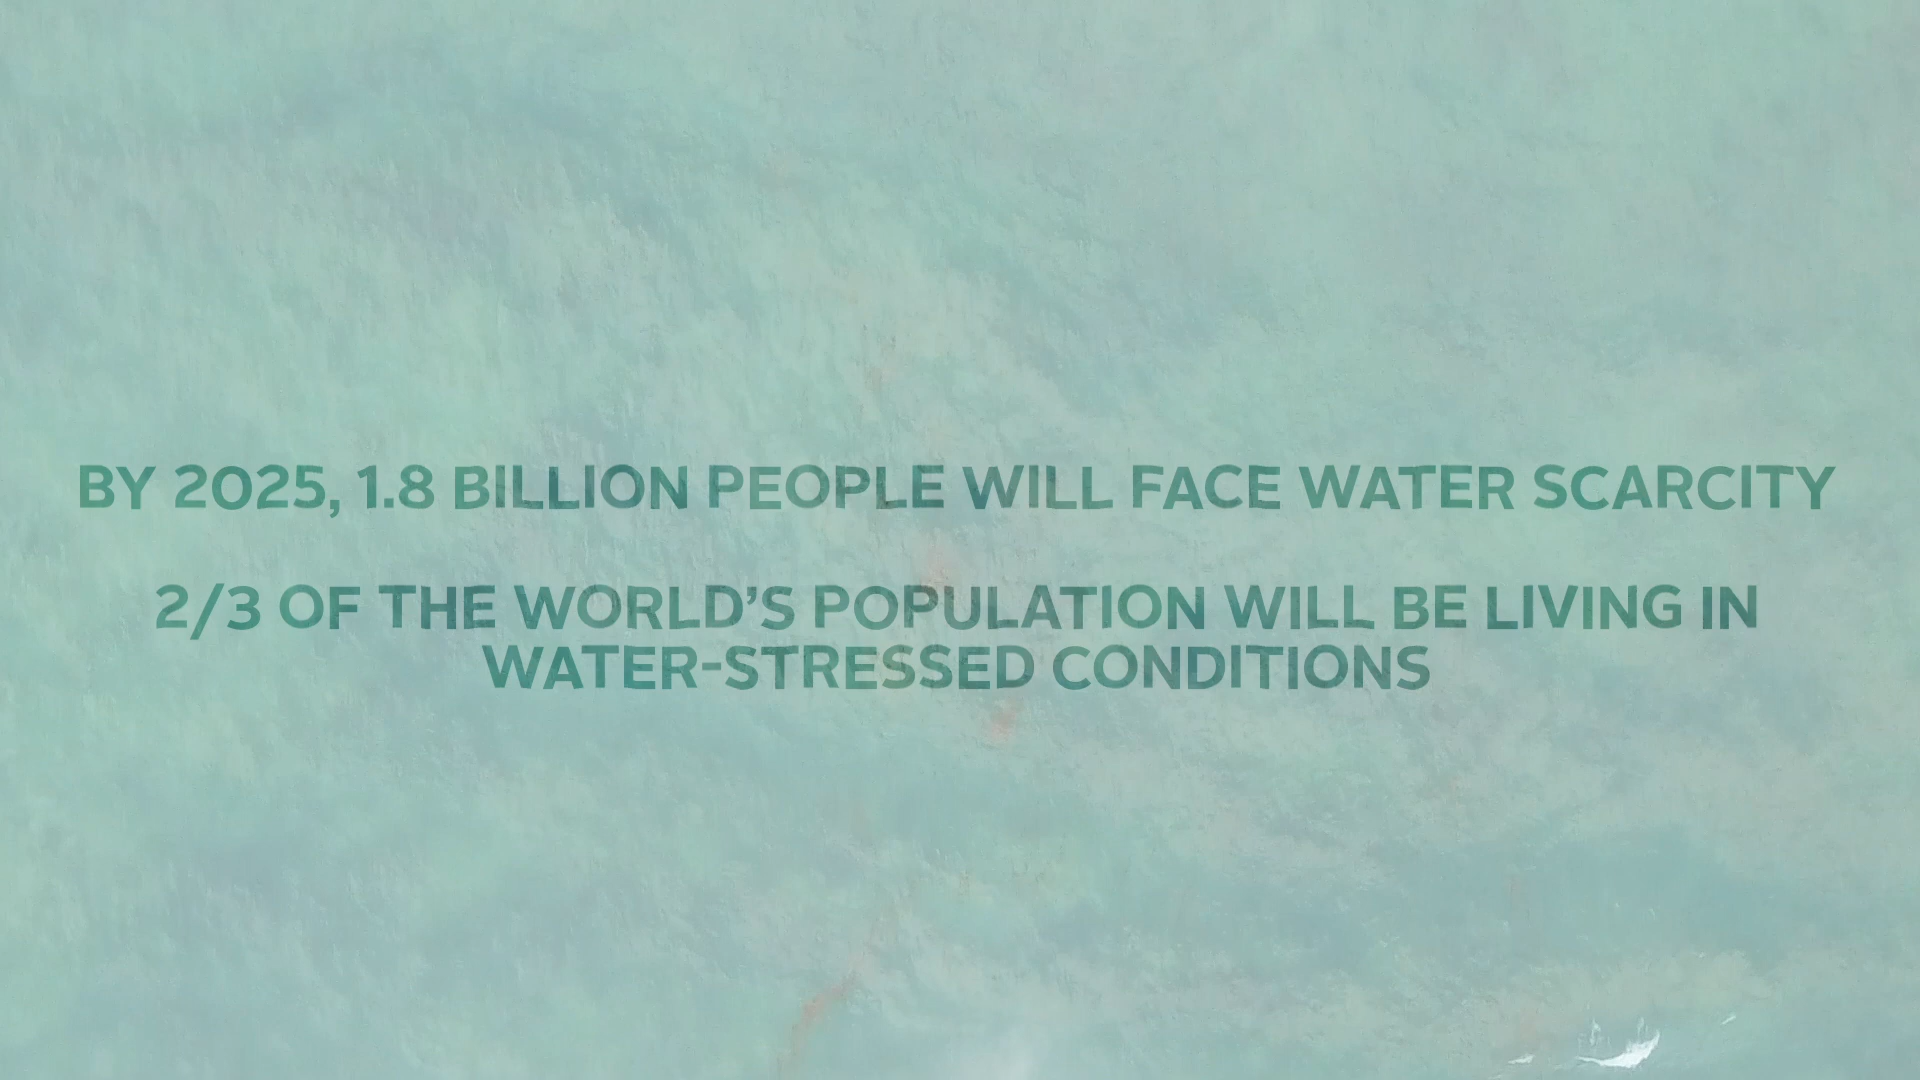 BY 2025, 1.8 BILLION PEOPLE WILL FACE WATER SCARCITY
2/3 OF THE WORLD’S POPULATION WILL BE LIVING IN
WATER-STRESSED CONDITIONS